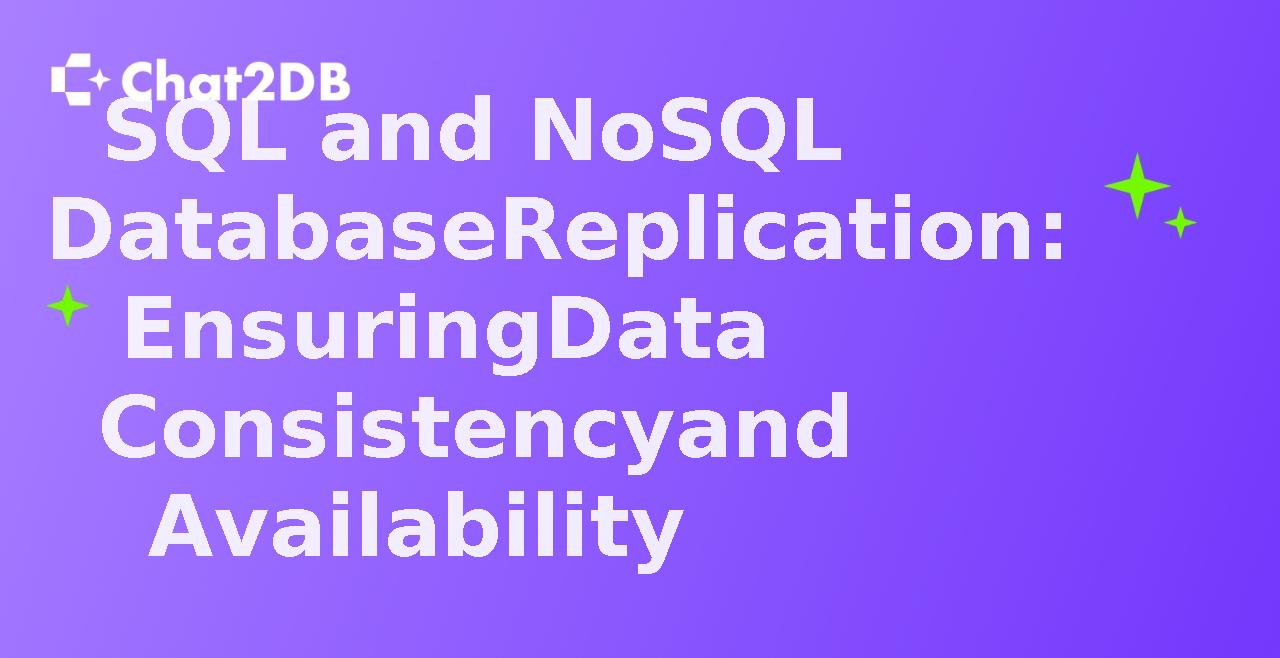 Chat2DB
SQL and NoSQL
DatabaseReplication:
EnsuringData
Consistencyand
Availability